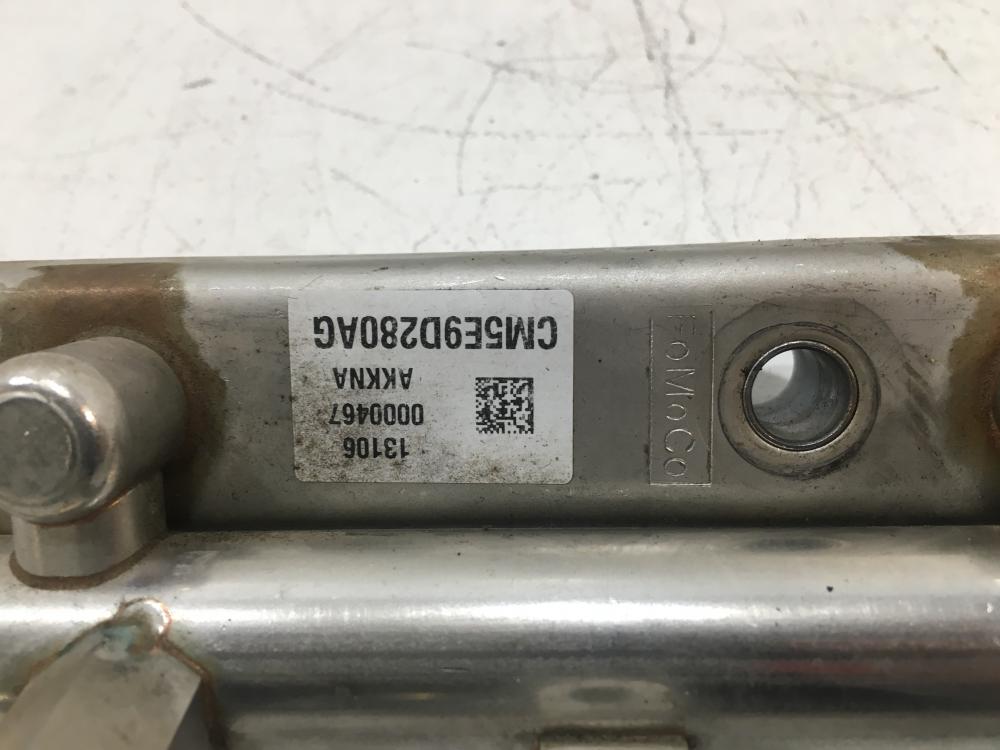 CM5E9D280AG
AKKNA
0000467
13106
FoMoCo